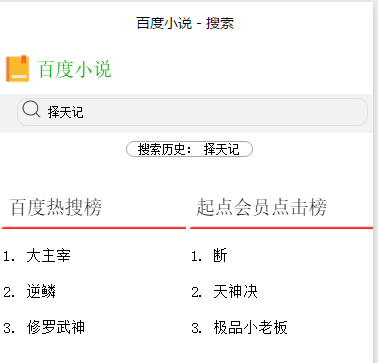 百度小说 - 搜索
百度小说
择天记
搜索历史: 择天记
百度热搜榜
1. 大主宰
2. 逆鳞
3. 修罗武神
起点会员点击榜
1. 断
2. 天神决
3. 极品小老板